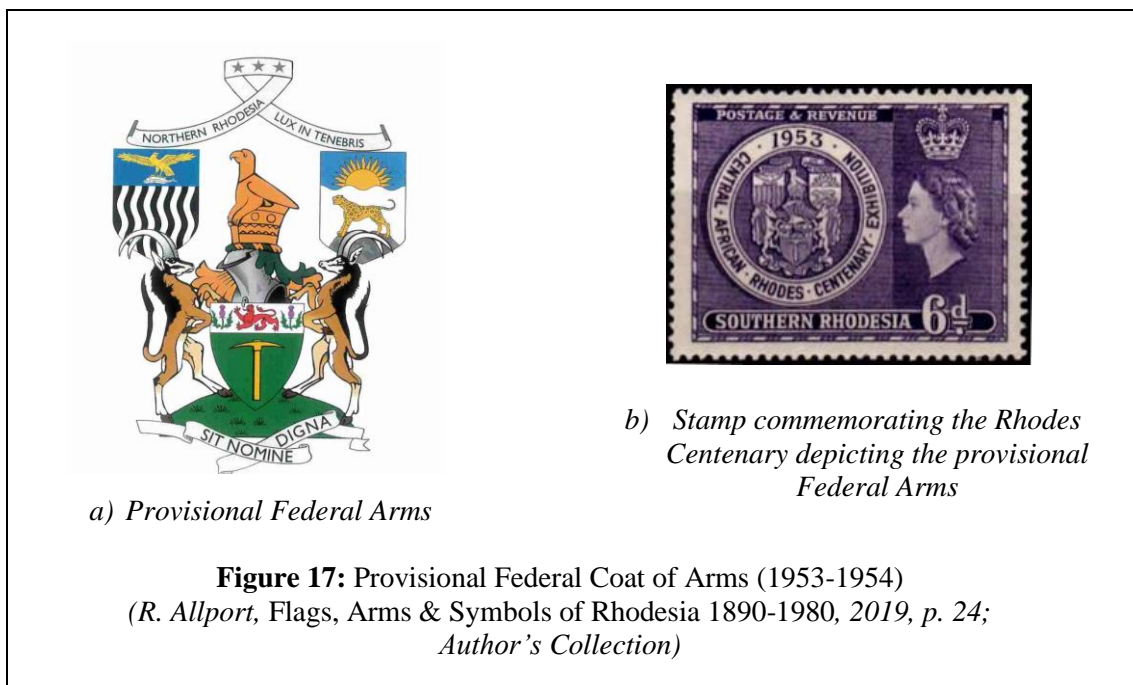 NORTHERN RHODESIA LUX IN TENEBRIS
SIT NOMINE DIGNA
a) Provisional Federal Arms
POSTAGE & REVENUE
· 1953 ·
CENTRAL · AFRICAN · RHODES · CENTENARY · EXHIBITION
SOUTHERN RHODESIA 6d
b) Stamp commemorating the Rhodes
Centenary depicting the provisional
Federal Arms
Figure 17: Provisional Federal Coat of Arms (1953-1954)
(R. Allport, Flags, Arms & Symbols of Rhodesia 1890-1980, 2019, p. 24;
Author's Collection)